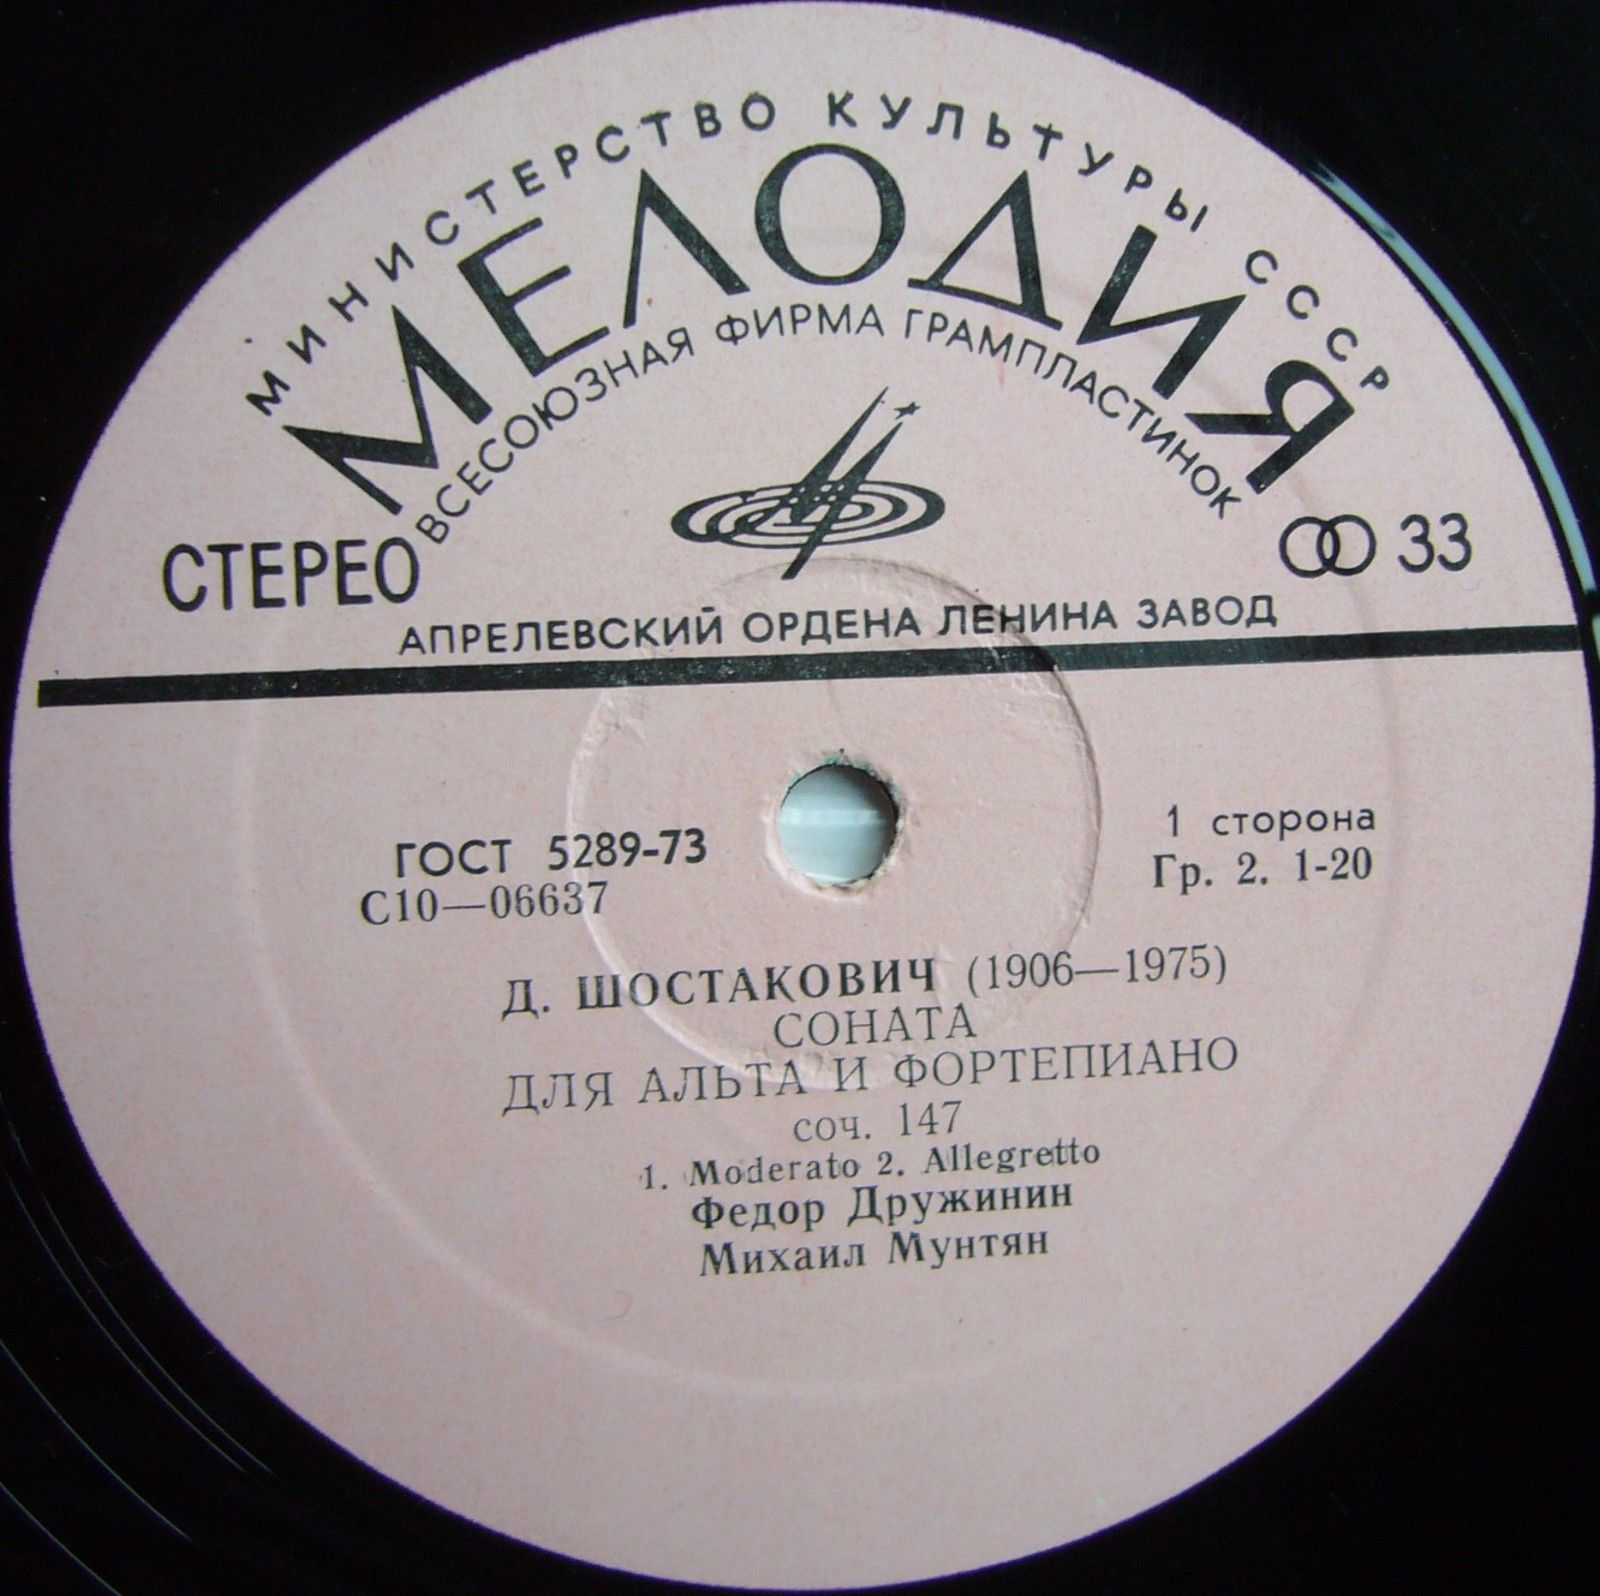 МИНИСТЕРСТВО КУЛЬТУРЫ СССР
МЕЛОДИЯ
ВСЕСОЮЗНАЯ ФИРМА ГРАМПЛАСТИНОК
СТЕРЕО
33
АПРЕЛЕВСКИЙ ОРДЕНА ЛЕНИНА ЗАВОД
ГОСТ 5289-73
С10—06637
1 сторона
Гр. 2. 1-20
Д. ШОСТАКОВИЧ (1906—1975)
СОНАТА
ДЛЯ АЛЬТА И ФОРТЕПИАНО
соч. 147
1. Moderato 2. Allegretto
Федор Дружинин
Михаил Мунтян